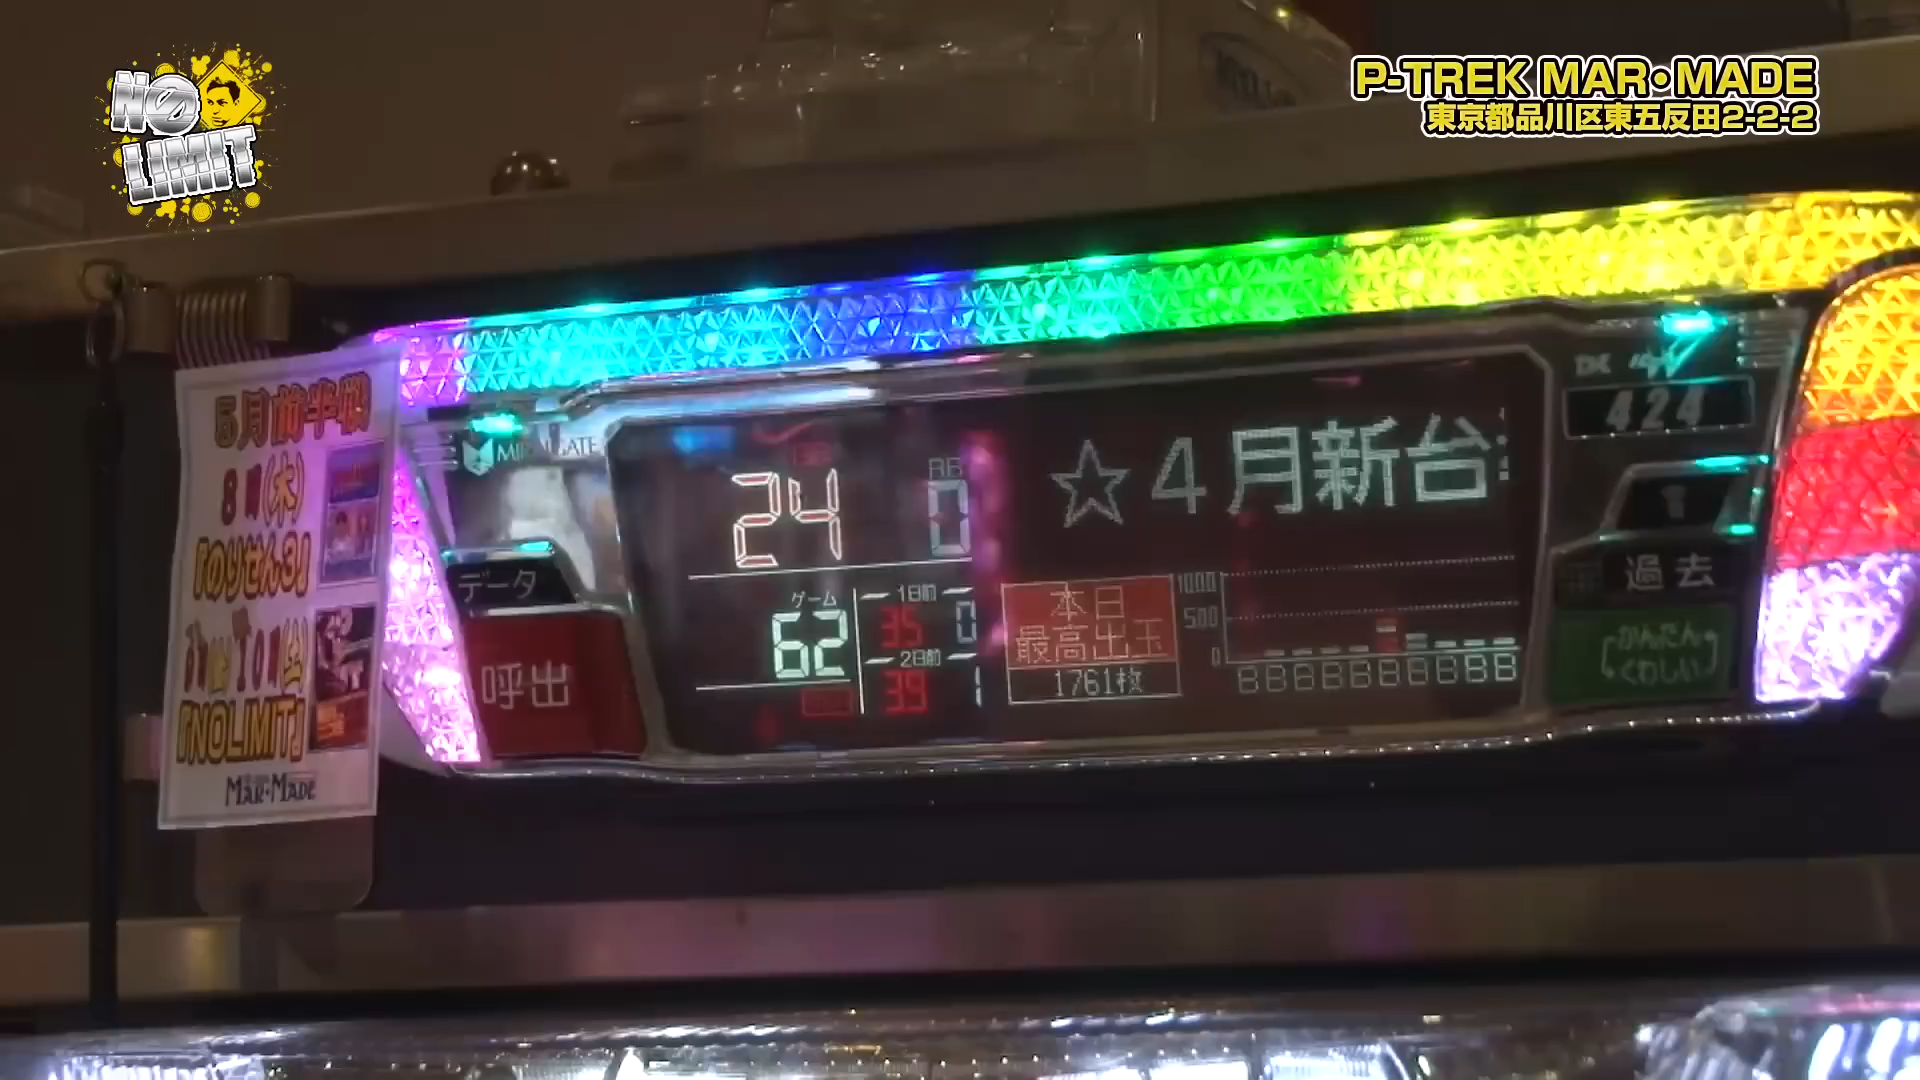 NO
LIMIT
P-TREK MAR・MADE
東京都品川区東五反田2-2-2
5月前半戦
8日(木)
『のりせん3』
『NOLIMIT』
MAR・MADE
データ
呼出
24
BB
0
ゲーム
62
1日前
35
0
2日前
39
1
☆4月新台
本日
最高出玉
1761枚
1000
500
0
BBBBBBBBBB
424
過去
かんたん
くわしい